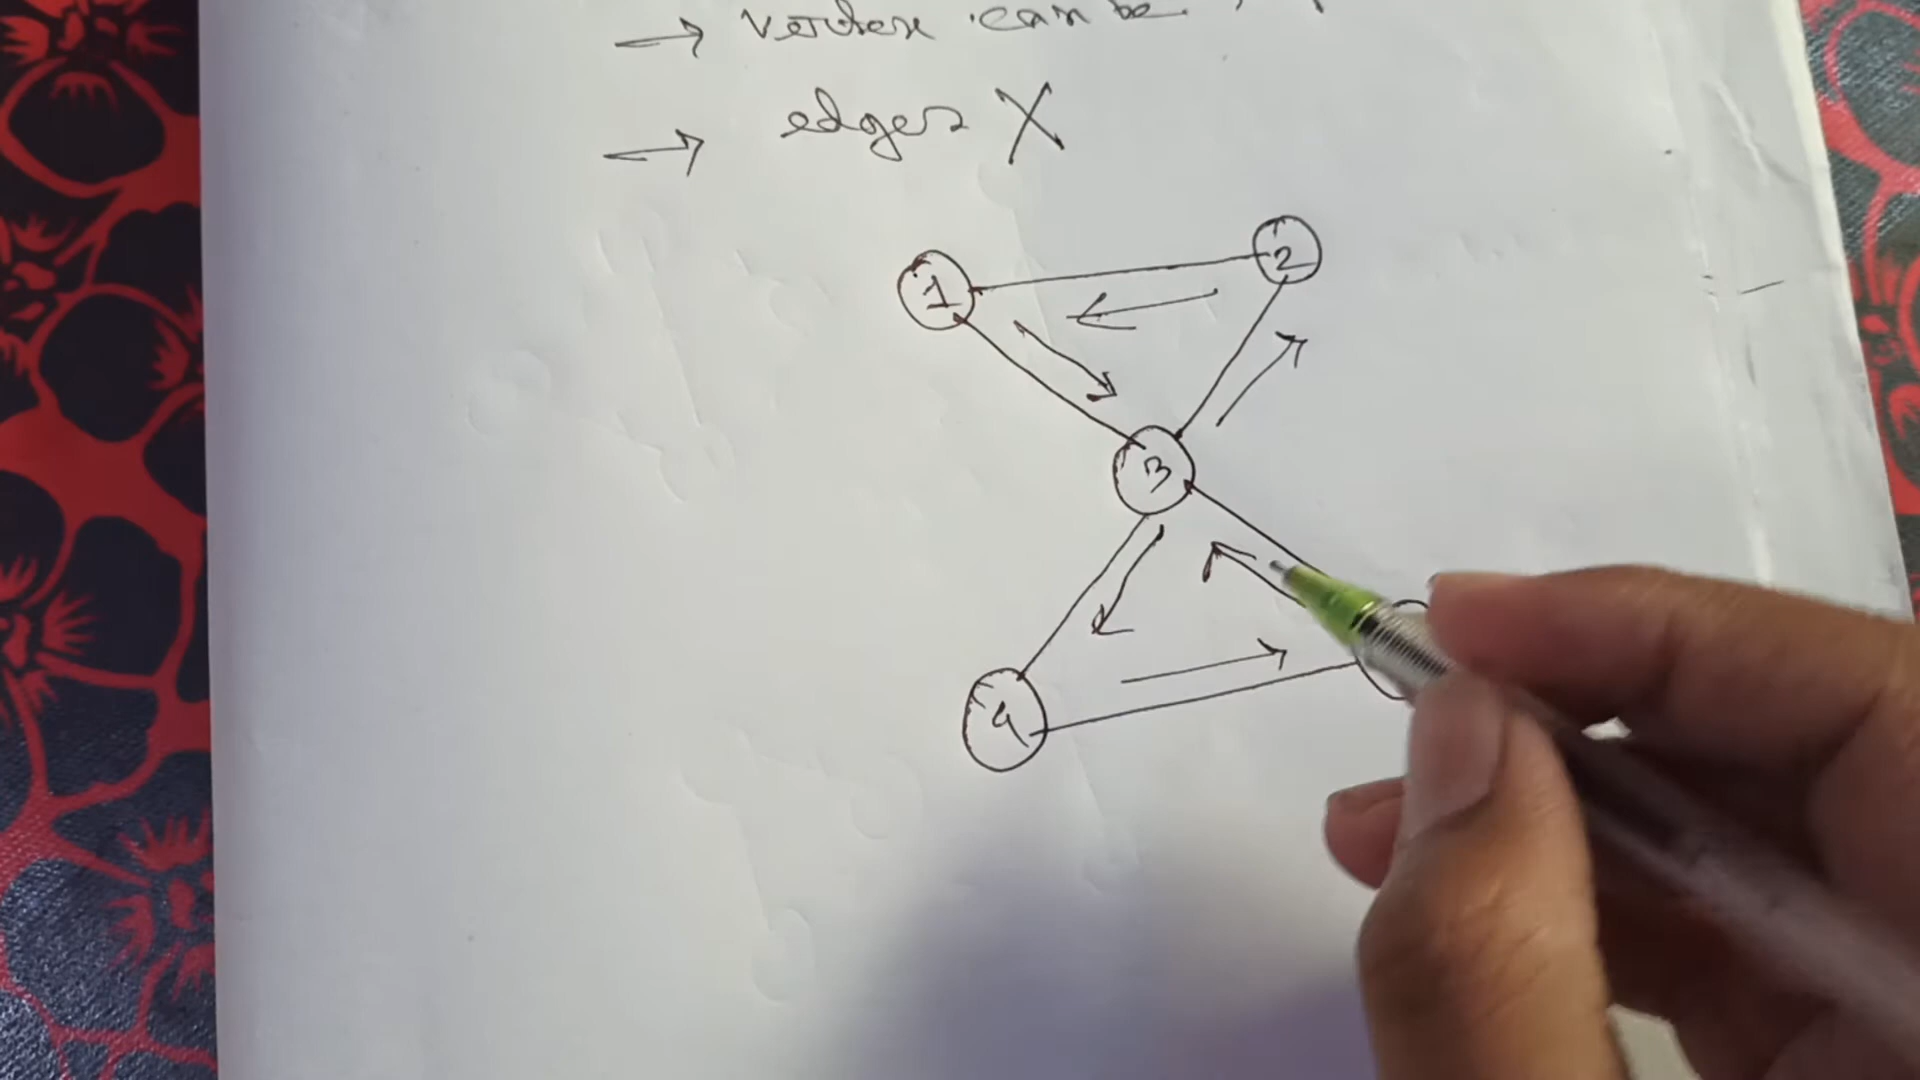 → vertex can be
→ edges X
1
2
3
4